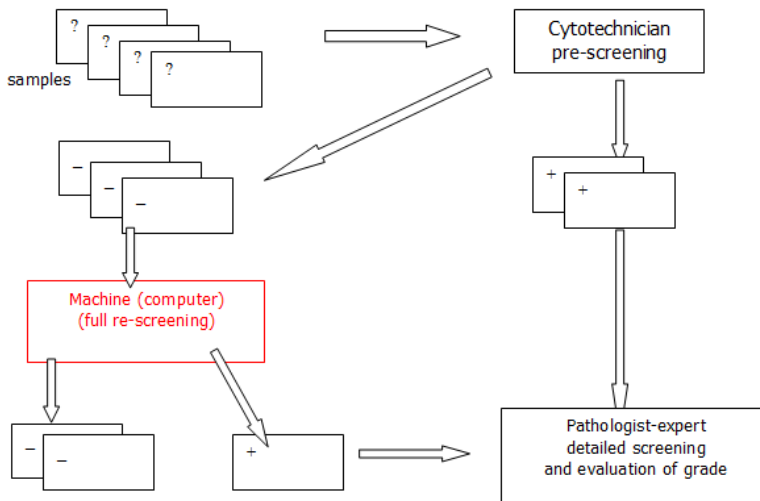 ?
?
?
?
samples
Cytotechnician
pre-screening
–
–
–
+
+
Machine (computer)
(full re-screening)
–
–
+
Pathologist-expert
detailed screening
and evaluation of grade